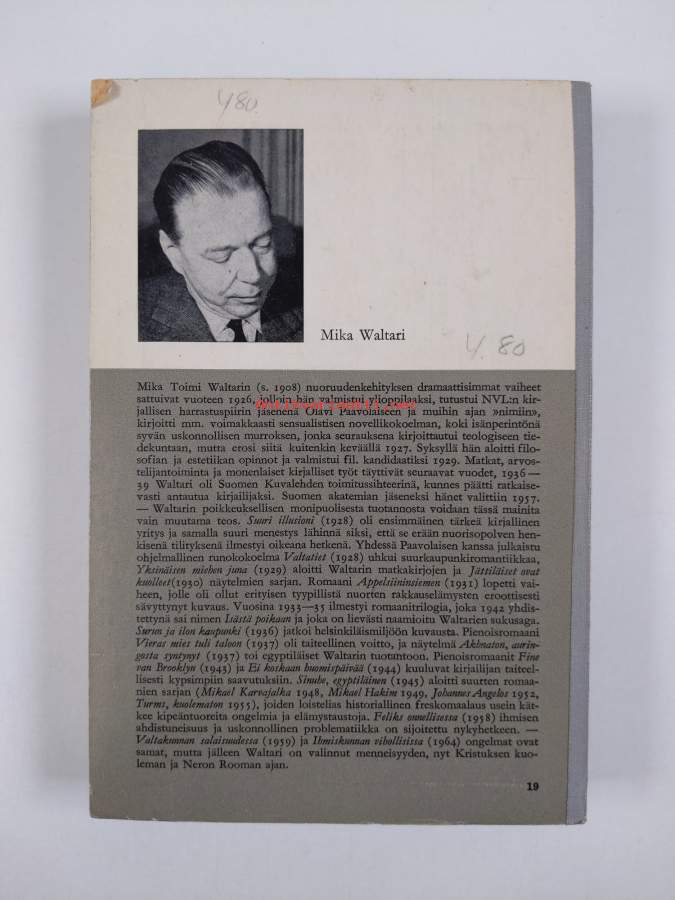 480
Mika Waltari
4.80
Mika Toimi Waltarin (s. 1908) nuoruudenkehityksen dramaattisimmat vaiheet
sattuivat vuoteen 1926, jolloin hän valmistui ylioppilaaksi, tutustui NVL:n kir-
jallisen harrastuspiirin jäsenenä Olavi Paavolaiseen ja muihin ajan »nimiin»,
kirjoitti mm. voimakkaasti sensualistisen novellikokoelman, koki isänperintönä
syvän uskonnollisen murroksen, jonka seurauksena kirjoittautui teologiseen tie-
dekuntaan, mutta erosi siitä kuitenkin keväällä 1927. Syksyllä hän aloitti filo-
sofian ja estetiikan opinnot ja valmistui fil. kandidaatiksi 1929. Matkat, arvos-
telijantoiminta ja monenlaiset kirjalliset työt täyttivät seuraavat vuodet, 1936—
39 Waltari oli Suomen Kuvalehden toimitussihteerinä, kunnes päätti ratkaise-
vasti antautua kirjailijaksi. Suomen akatemian jäseneksi hänet valittiin 1957.
— Waltarin poikkeuksellisen monipuolisesta tuotannosta voidaan tässä mainita
vain muutama teos. Suuri illusioni (1928) oli ensimmäinen tärkeä kirjallinen
yritys ja samalla suuri menestys lähinnä siksi, että se erään nuorisopolven hen-
kisenä tilityksenä ilmestyi oikeana hetkenä. Yhdessä Paavolaisen kanssa julkaistu
ohjelmallinen runokokoelma Valtatiet (1928) uhkui suurkaupunkiromantiikkaa,
Yksinäisen miehen juna (1929) aloitti Waltarin matkakirjojen ja Jättiläiset ovat
kuolleet(1930) näytelmien sarjan. Romaani Appelsiininsiemen (1931) lopetti vai-
heen, jolle oli ollut erityisen tyypillistä nuorten rakkauselämysten eroottisesti
sävyttynyt kuvaus. Vuosina 1933—35 ilmestyi romaanitrilogia, joka 1942 yhdis-
tettynä sai nimen Isästä poikaan ja joka on lievästi naamioitu Waltarien sukusaga.
Surun ja ilon kaupunki (1936) jatkoi helsinkiläismiljöön kuvausta. Pienoisromaani
Vieras mies tuli taloon (1937) oli taiteellinen voitto, ja näytelmä Akhnaton, aurin-
gosta syntynyt (1937) toi egyptiläiset Waltarin tuotantoon. Pienoisromaanit Fine
van Brooklyn (1943) ja Ei koskaan huomispäivää (1944) kuuluvat kirjailijan taiteel-
lisesti kypsimpiin saavutuksiin. Sinuhe, egyptiläinen (1945) aloitti suurten romaa-
nien sarjan (Mikael Karvajalka 1948, Mikael Hakim 1949, Johannes Angelos 1952,
Turms, kuolematon 1955), joiden loistelias historiallinen freskomaalaus usein kät-
kee kipeäntuoreita ongelmia ja elämystaustoja. Feliks onnellisessa (1958) ihmisen
ahdistuneisuus ja uskonnollinen problematiikka on sijoitettu nykyhetkeen. —
Valtakunnan salaisuudessa (1959) ja Ihmiskunnan vihollisissa (1964) ongelmat ovat
samat, mutta jälleen Waltari on valinnut menneisyyden, nyt Kristuksen kuo-
leman ja Neron Rooman ajan.
19